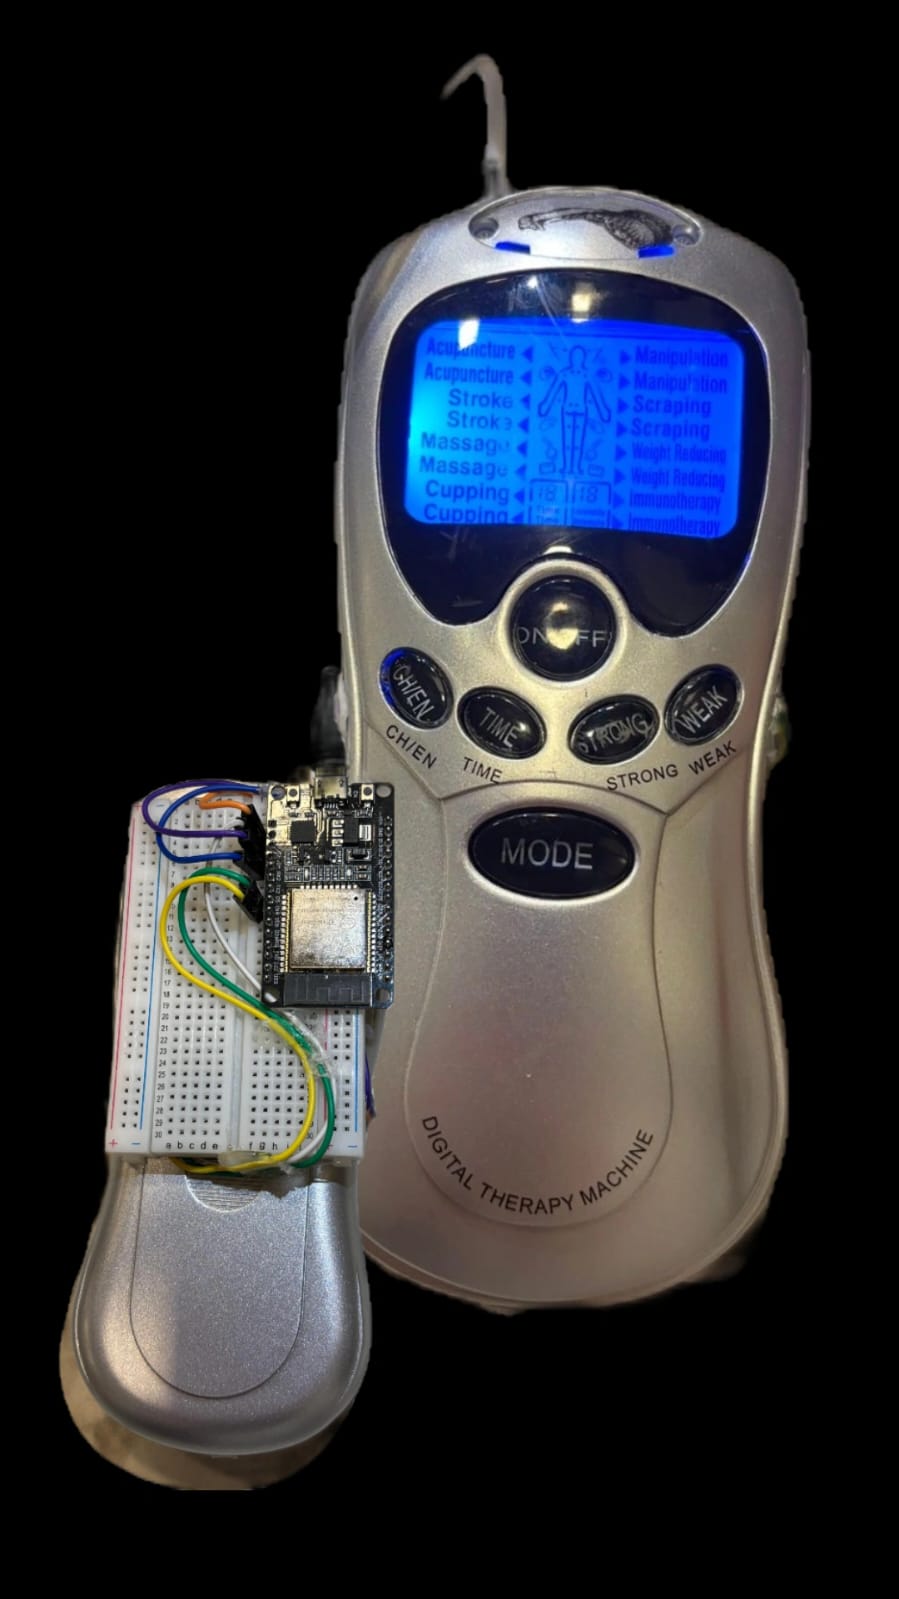 Acupuncture
Acupuncture
Stroke
Stroke
Massage
Massage
Cupping
Cupping
Manipulation
Manipulation
Scraping
Scraping
Weight Reducing
Weight Reducing
Immunotherapy
Immunotherapy
18 18
ON/OFF
CH/EN
TIME
STRONG
WEAK
CH/EN
TIME
STRONG
WEAK
MODE
DIGITAL THERAPY MACHINE
a b c d e f g h